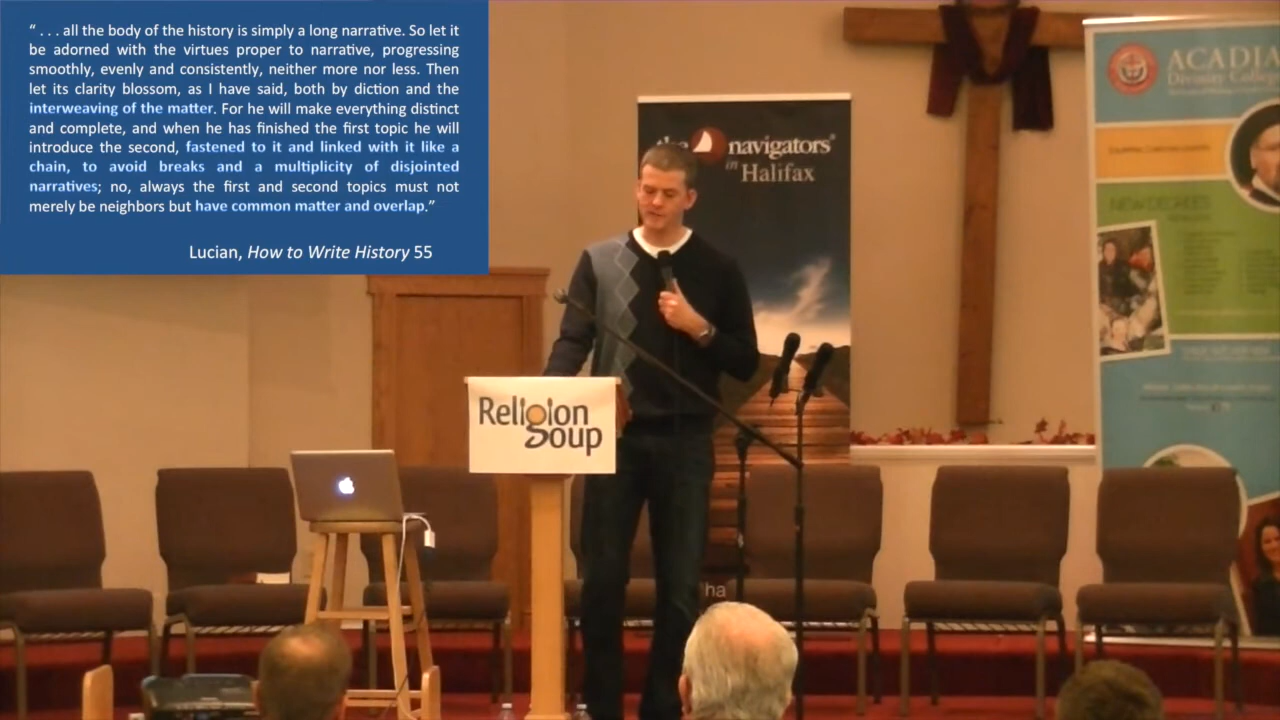 “ . . . all the body of the history is simply a long narrative. So let it
be adorned with the virtues proper to narrative, progressing
smoothly, evenly and consistently, neither more nor less. Then
let its clarity blossom, as I have said, both by diction and the
interweaving of the matter. For he will make everything distinct
and complete, and when he has finished the first topic he will
introduce the second, fastened to it and linked with it like a
chain, to avoid breaks and a multiplicity of disjointed
narratives; no, always the first and second topics must not
merely be neighbors but have common matter and overlap.”
Lucian, How to Write History 55
the navigators®
in Halifax
ACADIA
Divinity College
NEW DEGREES
Religion
Soup
ha